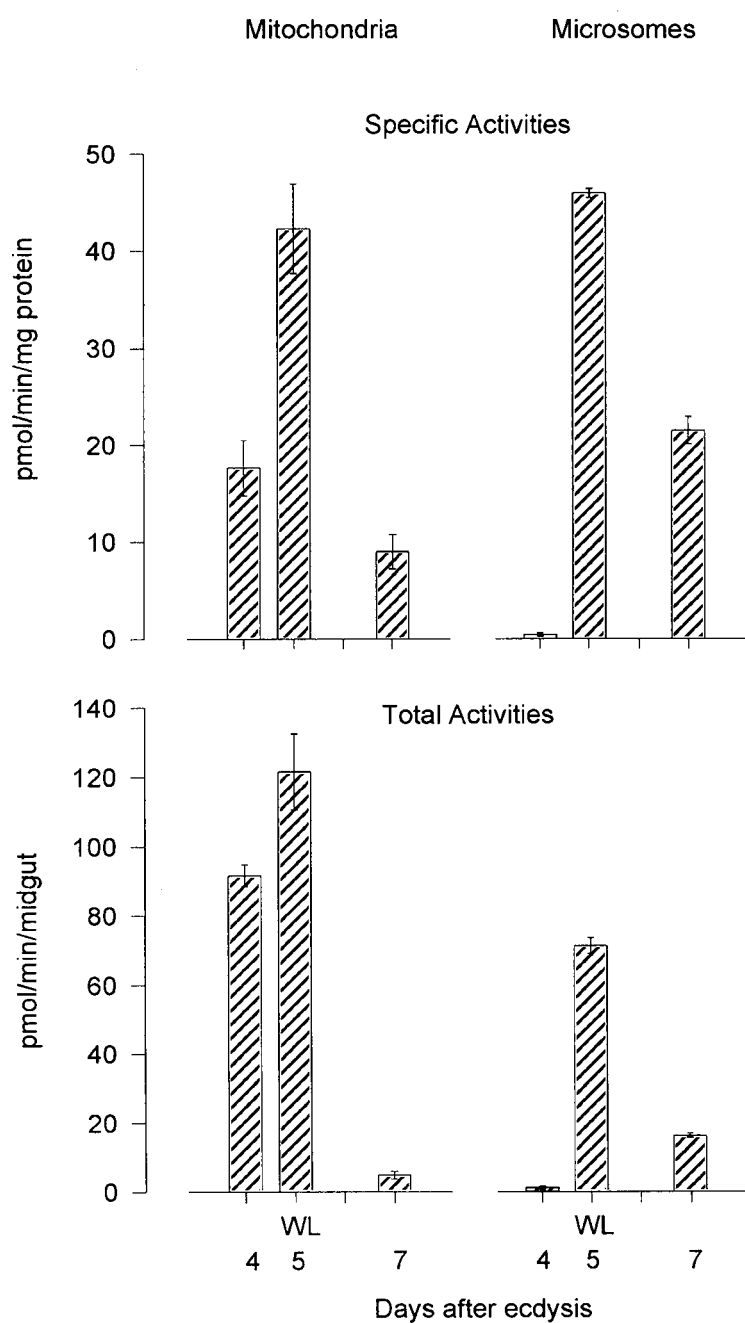 Mitochondria Microsomes
Specific Activities
50
40
30
20
10
0
pmol/min/mg protein
Total Activities
140
120
100
80
60
40
20
0
pmol/min/midgut
WL WL
4 5 7 4 5 7
Days after ecdysis